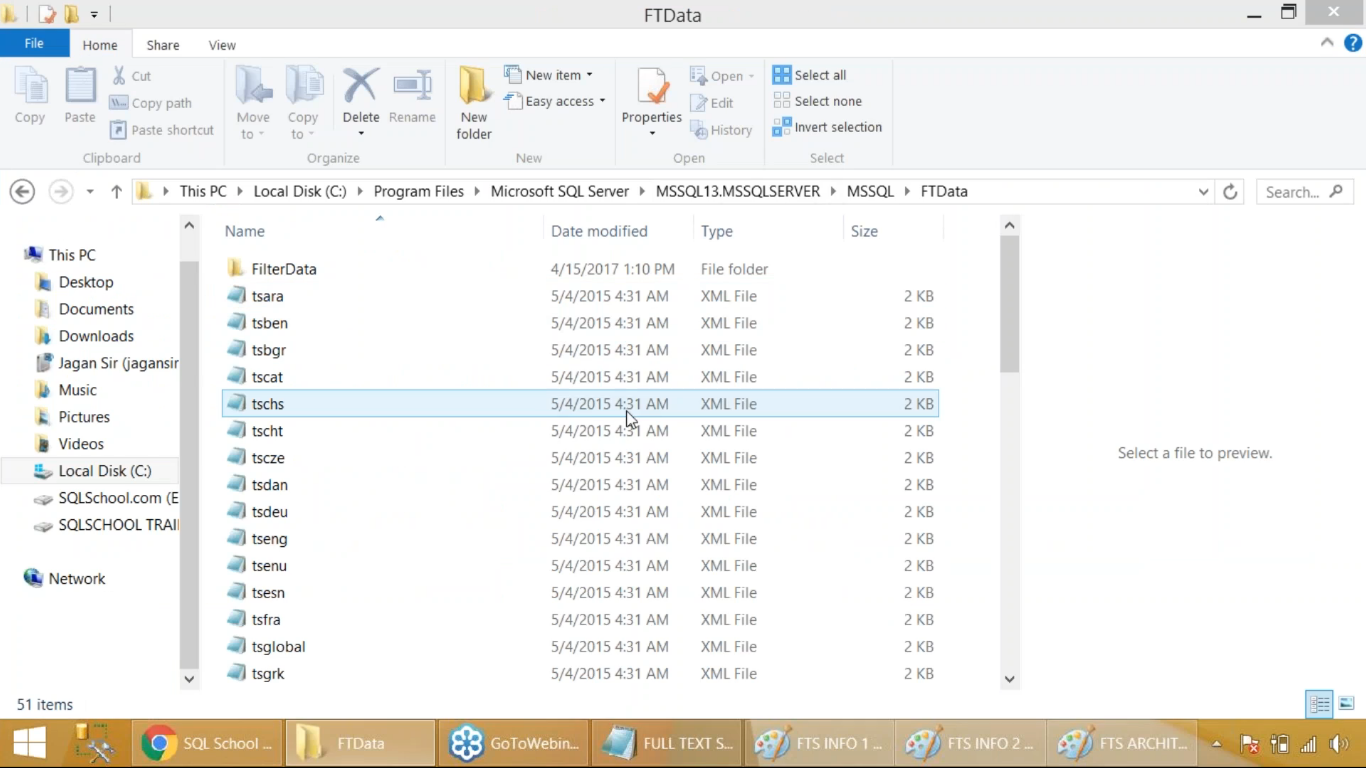 FTData
File Home Share View
Copy
Paste
Cut
Copy path
Paste shortcut
Clipboard
Move to
Copy to
Delete
Rename
Organize
New folder
New item
Easy access
New
Properties
Open
Edit
History
Open
Select all
Select none
Invert selection
Select
This PC Local Disk (C:) Program Files Microsoft SQL Server MSSQL13.MSSQLSERVER MSSQL FTData
Search...
This PC
Desktop
Documents
Downloads
Jagan Sir (jagansir
Music
Pictures
Videos
Local Disk (C:)
SQLSchool.com (E
SQLSCHOOL TRAI
Network
Name Date modified Type Size
FilterData 4/15/2017 1:10 PM File folder
tsara 5/4/2015 4:31 AM XML File 2 KB
tsben 5/4/2015 4:31 AM XML File 2 KB
tsbgr 5/4/2015 4:31 AM XML File 2 KB
tscat 5/4/2015 4:31 AM XML File 2 KB
tschs 5/4/2015 4:31 AM XML File 2 KB
tscht 5/4/2015 4:31 AM XML File 2 KB
tscze 5/4/2015 4:31 AM XML File 2 KB
tsdan 5/4/2015 4:31 AM XML File 2 KB
tsdeu 5/4/2015 4:31 AM XML File 2 KB
tseng 5/4/2015 4:31 AM XML File 2 KB
tsenu 5/4/2015 4:31 AM XML File 2 KB
tsesn 5/4/2015 4:31 AM XML File 2 KB
tsfra 5/4/2015 4:31 AM XML File 2 KB
tsglobal 5/4/2015 4:31 AM XML File 2 KB
tsgrk 5/4/2015 4:31 AM XML File 2 KB
Select a file to preview.
51 items
SQL School ... FTData GoToWebin... FULL TEXT S... FTS INFO 1 ... FTS INFO 2 ... FTS ARCHIT...